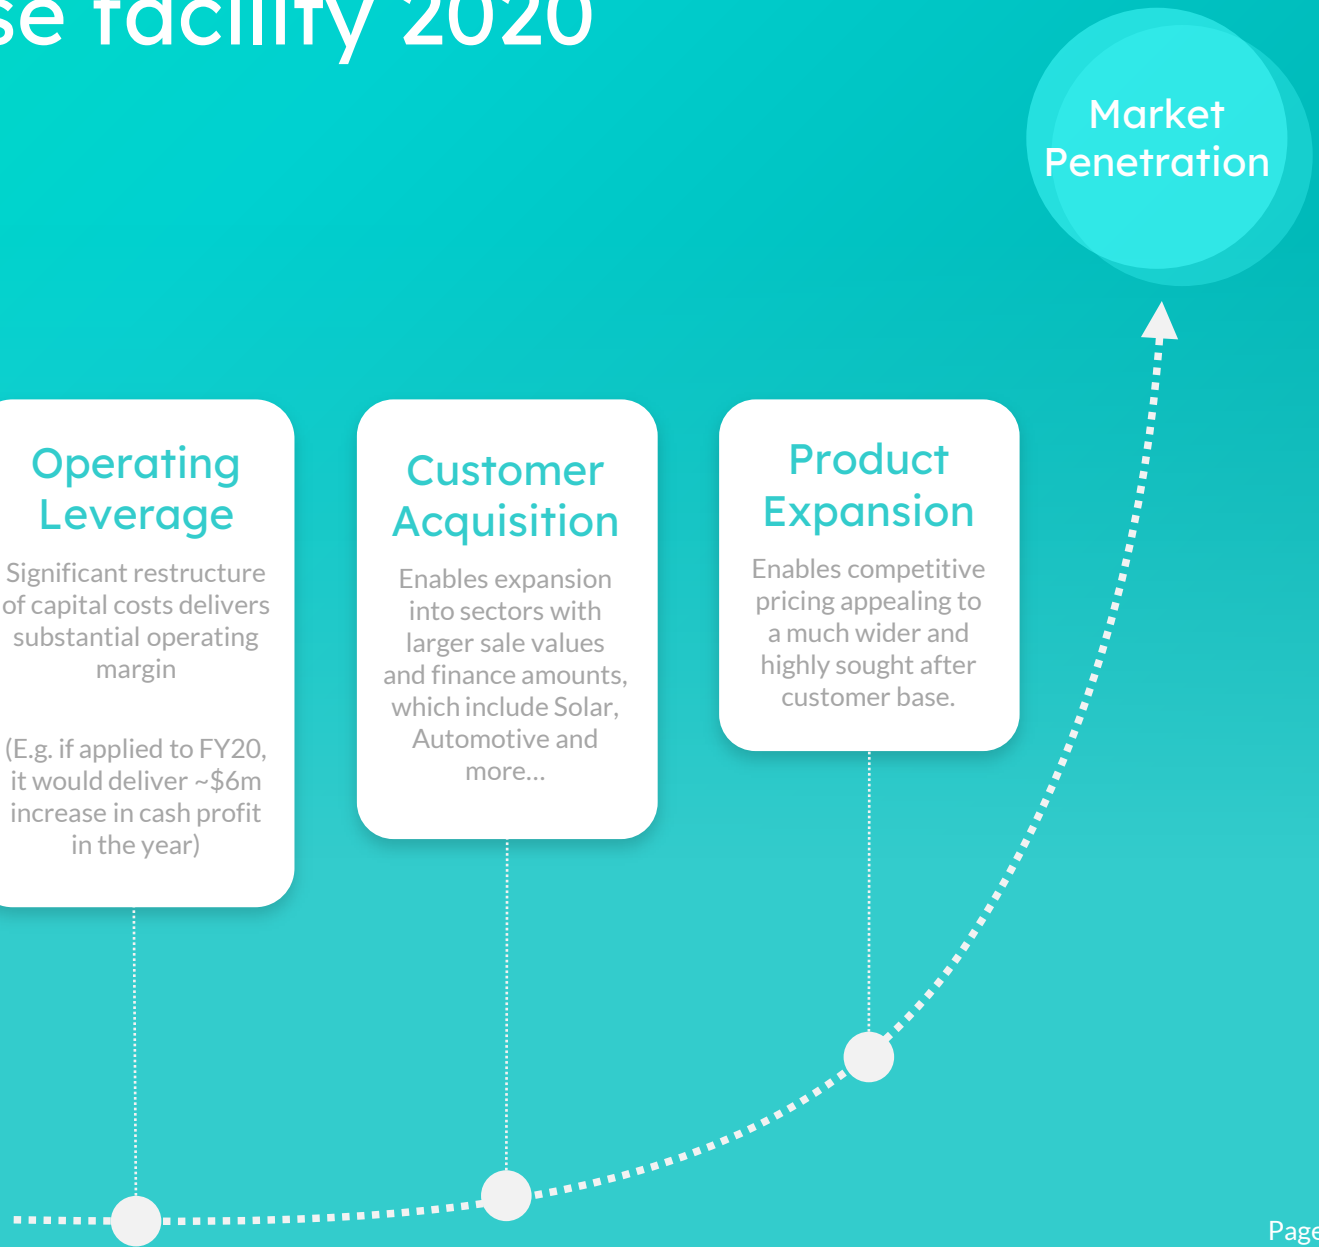 se facility 2020
Market
Penetration
Operating
Leverage
Significant restructure
of capital costs delivers
substantial operating
margin
(E.g. if applied to FY20,
it would deliver ~$6m
increase in cash profit
in the year)
Customer
Acquisition
Enables expansion
into sectors with
larger sale values
and finance amounts,
which include Solar,
Automotive and
more...
Product
Expansion
Enables competitive
pricing appealing to
a much wider and
highly sought after
customer base.
Page